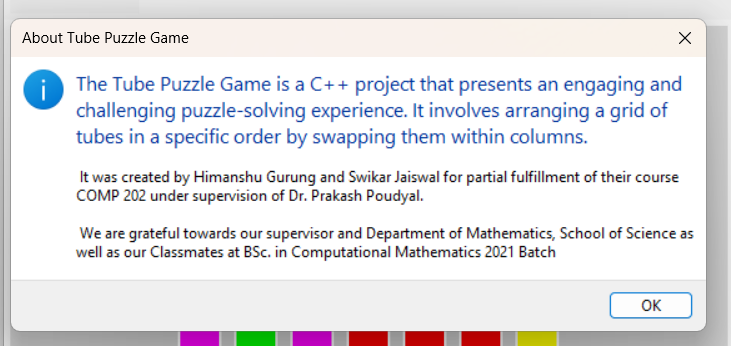 About Tube Puzzle Game
The Tube Puzzle Game is a C++ project that presents an engaging and
challenging puzzle-solving experience. It involves arranging a grid of
tubes in a specific order by swapping them within columns.
It was created by Himanshu Gurung and Swikar Jaiswal for partial fulfillment of their course
COMP 202 under supervision of Dr. Prakash Poudyal.
We are grateful towards our supervisor and Department of Mathematics, School of Science as
well as our Classmates at BSc. in Computational Mathematics 2021 Batch
OK